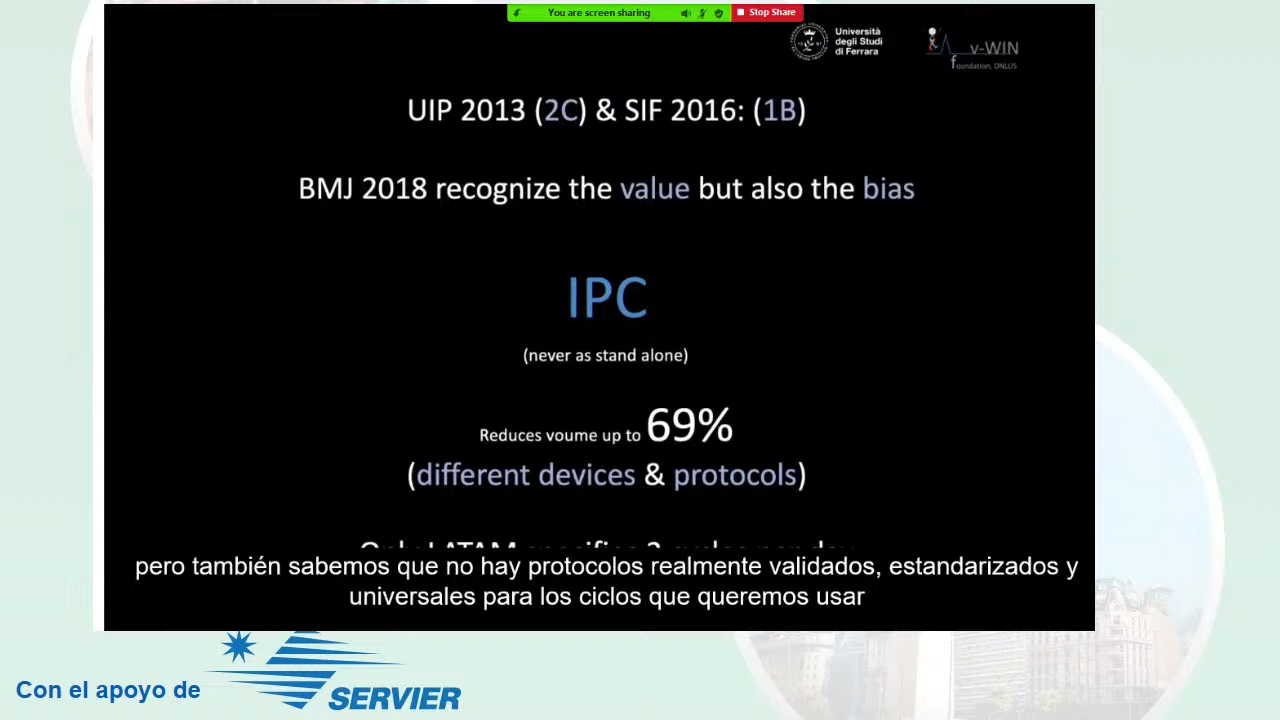 You are screen sharing
Stop Share
Università
degli Studi
di Ferrara
v-WIN
foundation, ONLUS
UIP 2013 (2C) & SIF 2016: (1B)
BMJ 2018 recognize the value but also the bias
IPC
(never as stand alone)
Reduces voume up to 69%
(different devices & protocols)
Only LATAM
pero también sabemos que no hay protocolos realmente validados, estandarizados y
universales para los ciclos que queremos usar
Con el apoyo de
SERVIER